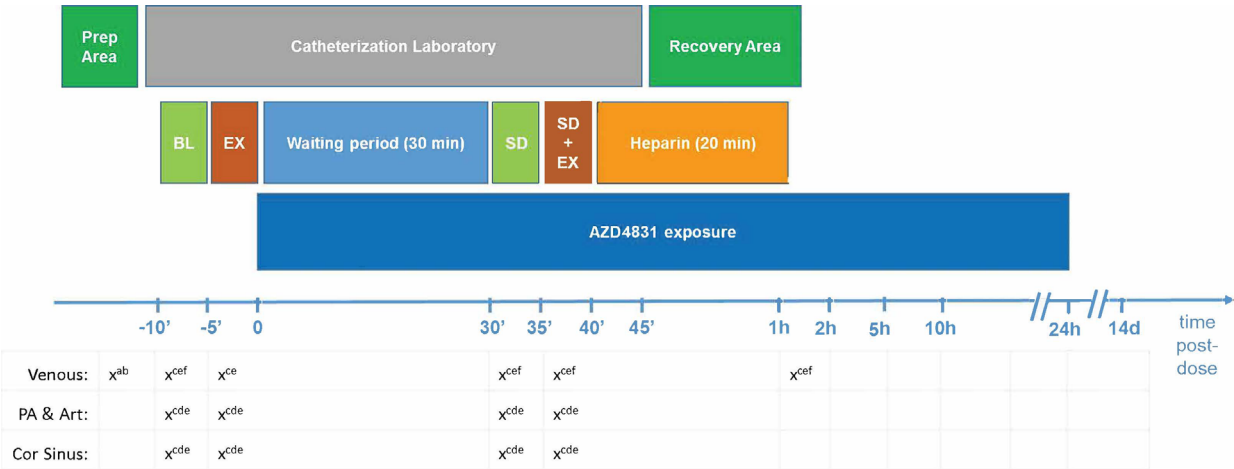 Prep
Area
Catheterization Laboratory
Recovery Area
BL
EX
Waiting period (30 min)
SD
SD
+
EX
Heparin (20 min)
AZD4831 exposure
-10' -5' 0 30' 35' 40' 45' 1h 2h 5h 10h 24h 14d
time
post-
dose
Venous: xᵃᵇ xᶜᵉᶠ xᶜᵉ xᶜᵉᶠ xᶜᵉᶠ xᶜᵉᶠ
PA & Art: xᶜᵈᵉ xᶜᵈᵉ xᶜᵈᵉ xᶜᵈᵉ
Cor Sinus: xᶜᵈᵉ xᶜᵈᵉ xᶜᵈᵉ xᶜᵈᵉ